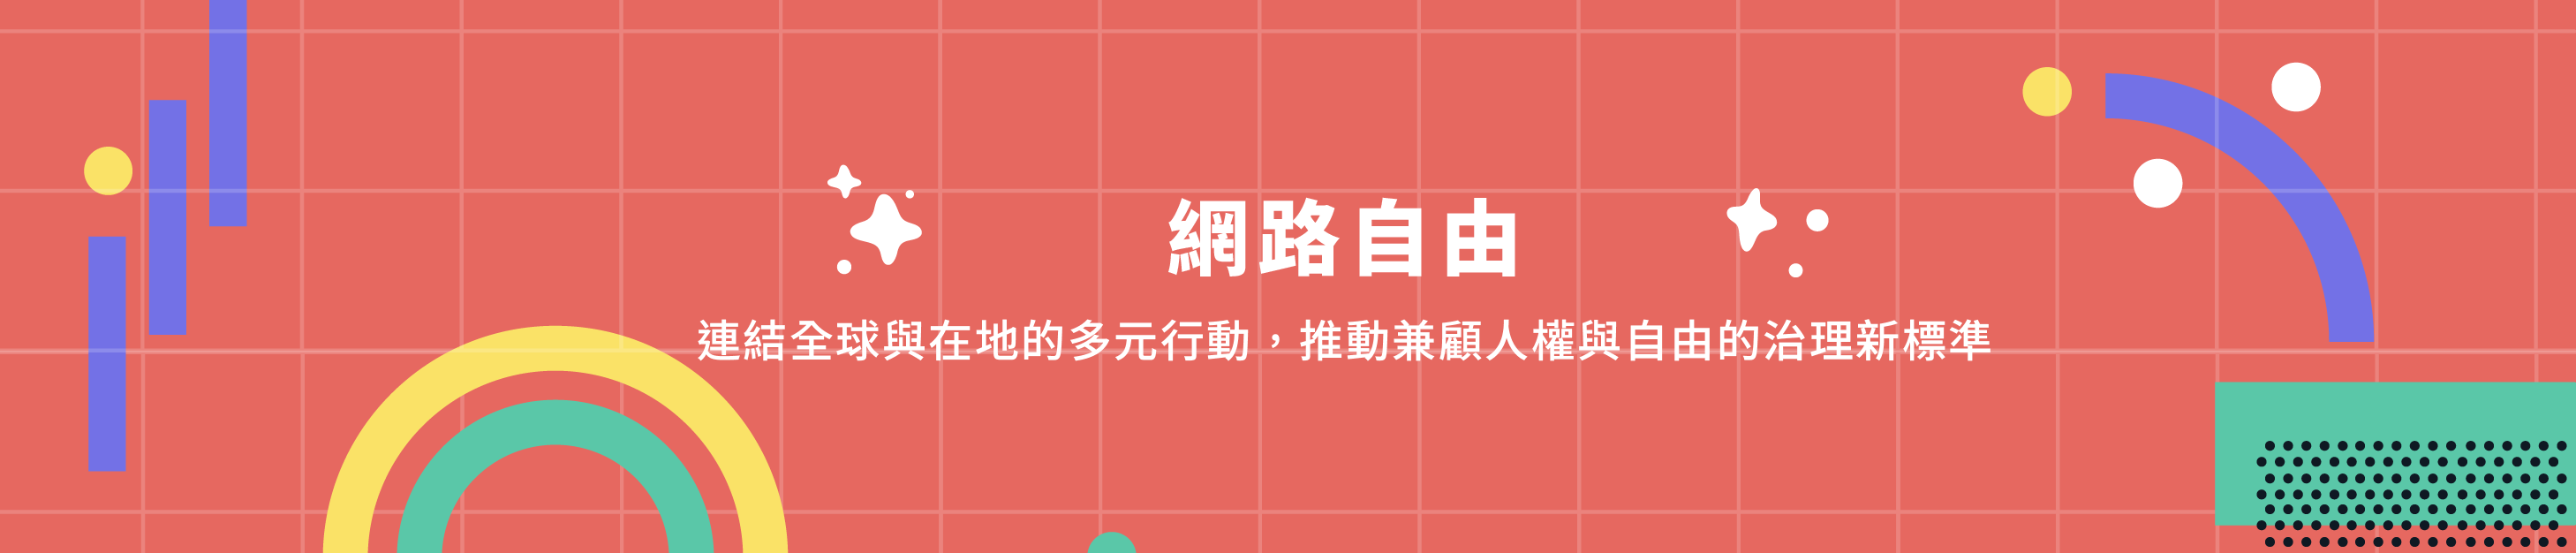 網路自由
連結全球與在地的多元行動，推動兼顧人權與自由的治理新標準